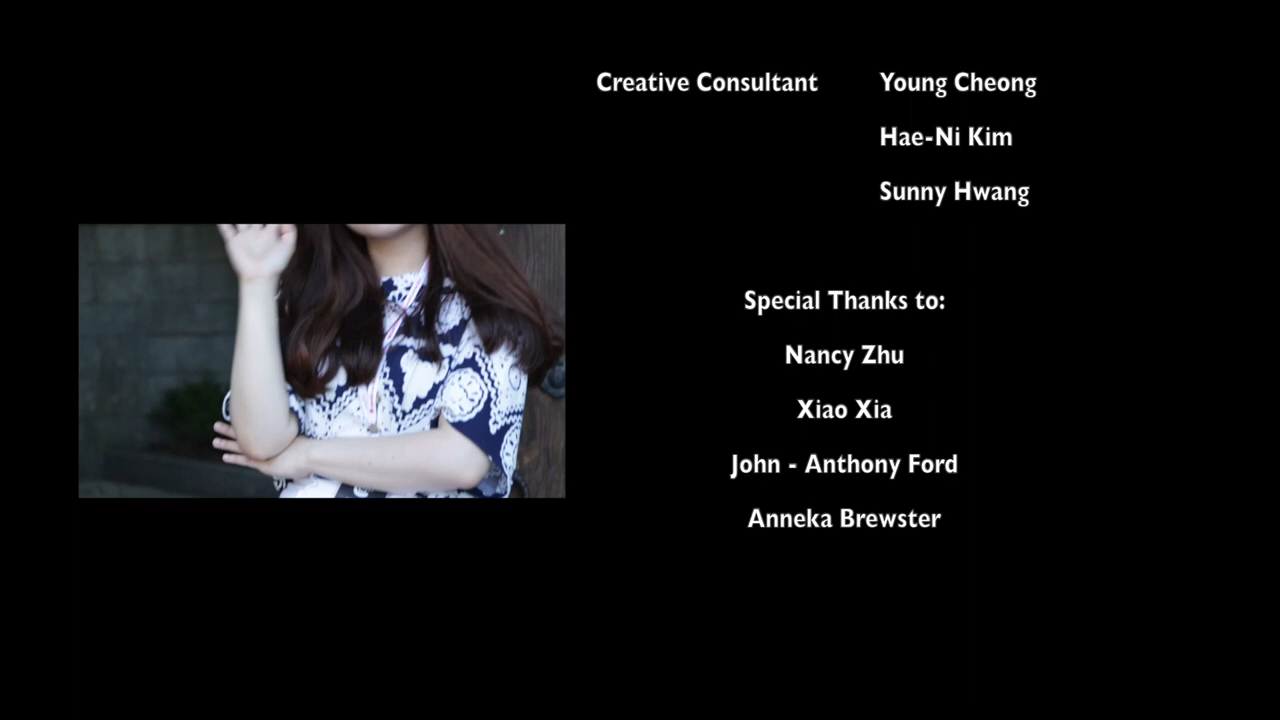 Creative Consultant Young Cheong
Hae-Ni Kim
Sunny Hwang
Special Thanks to:
Nancy Zhu
Xiao Xia
John - Anthony Ford
Anneka Brewster